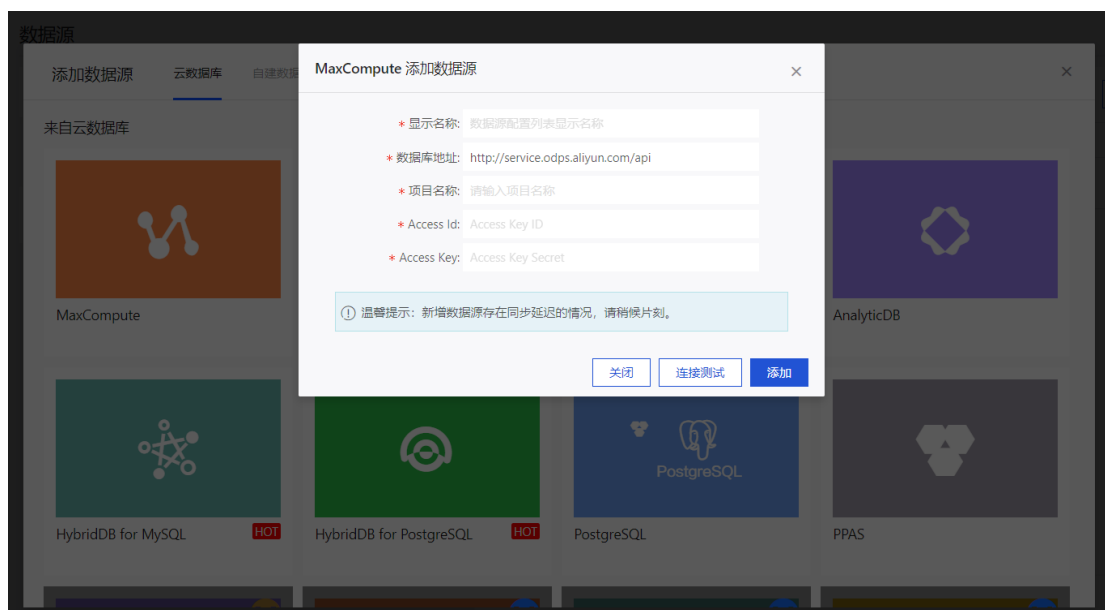 数据源
添加数据源
云数据库
自建数据
×
来自云数据库
MaxCompute 添加数据源
×
* 显示名称: 数据源配置列表显示名称
* 数据库地址: http://service.odps.aliyun.com/api
* 项目名称: 请输入项目名称
* Access Id: Access Key ID
* Access Key: Access Key Secret
温馨提示：新增数据源存在同步延迟的情况，请稍候片刻。
关闭
连接测试
添加
MaxCompute
AnalyticDB
PostgreSQL
HybridDB for MySQL
HOT
HybridDB for PostgreSQL
HOT
PostgreSQL
PPAS